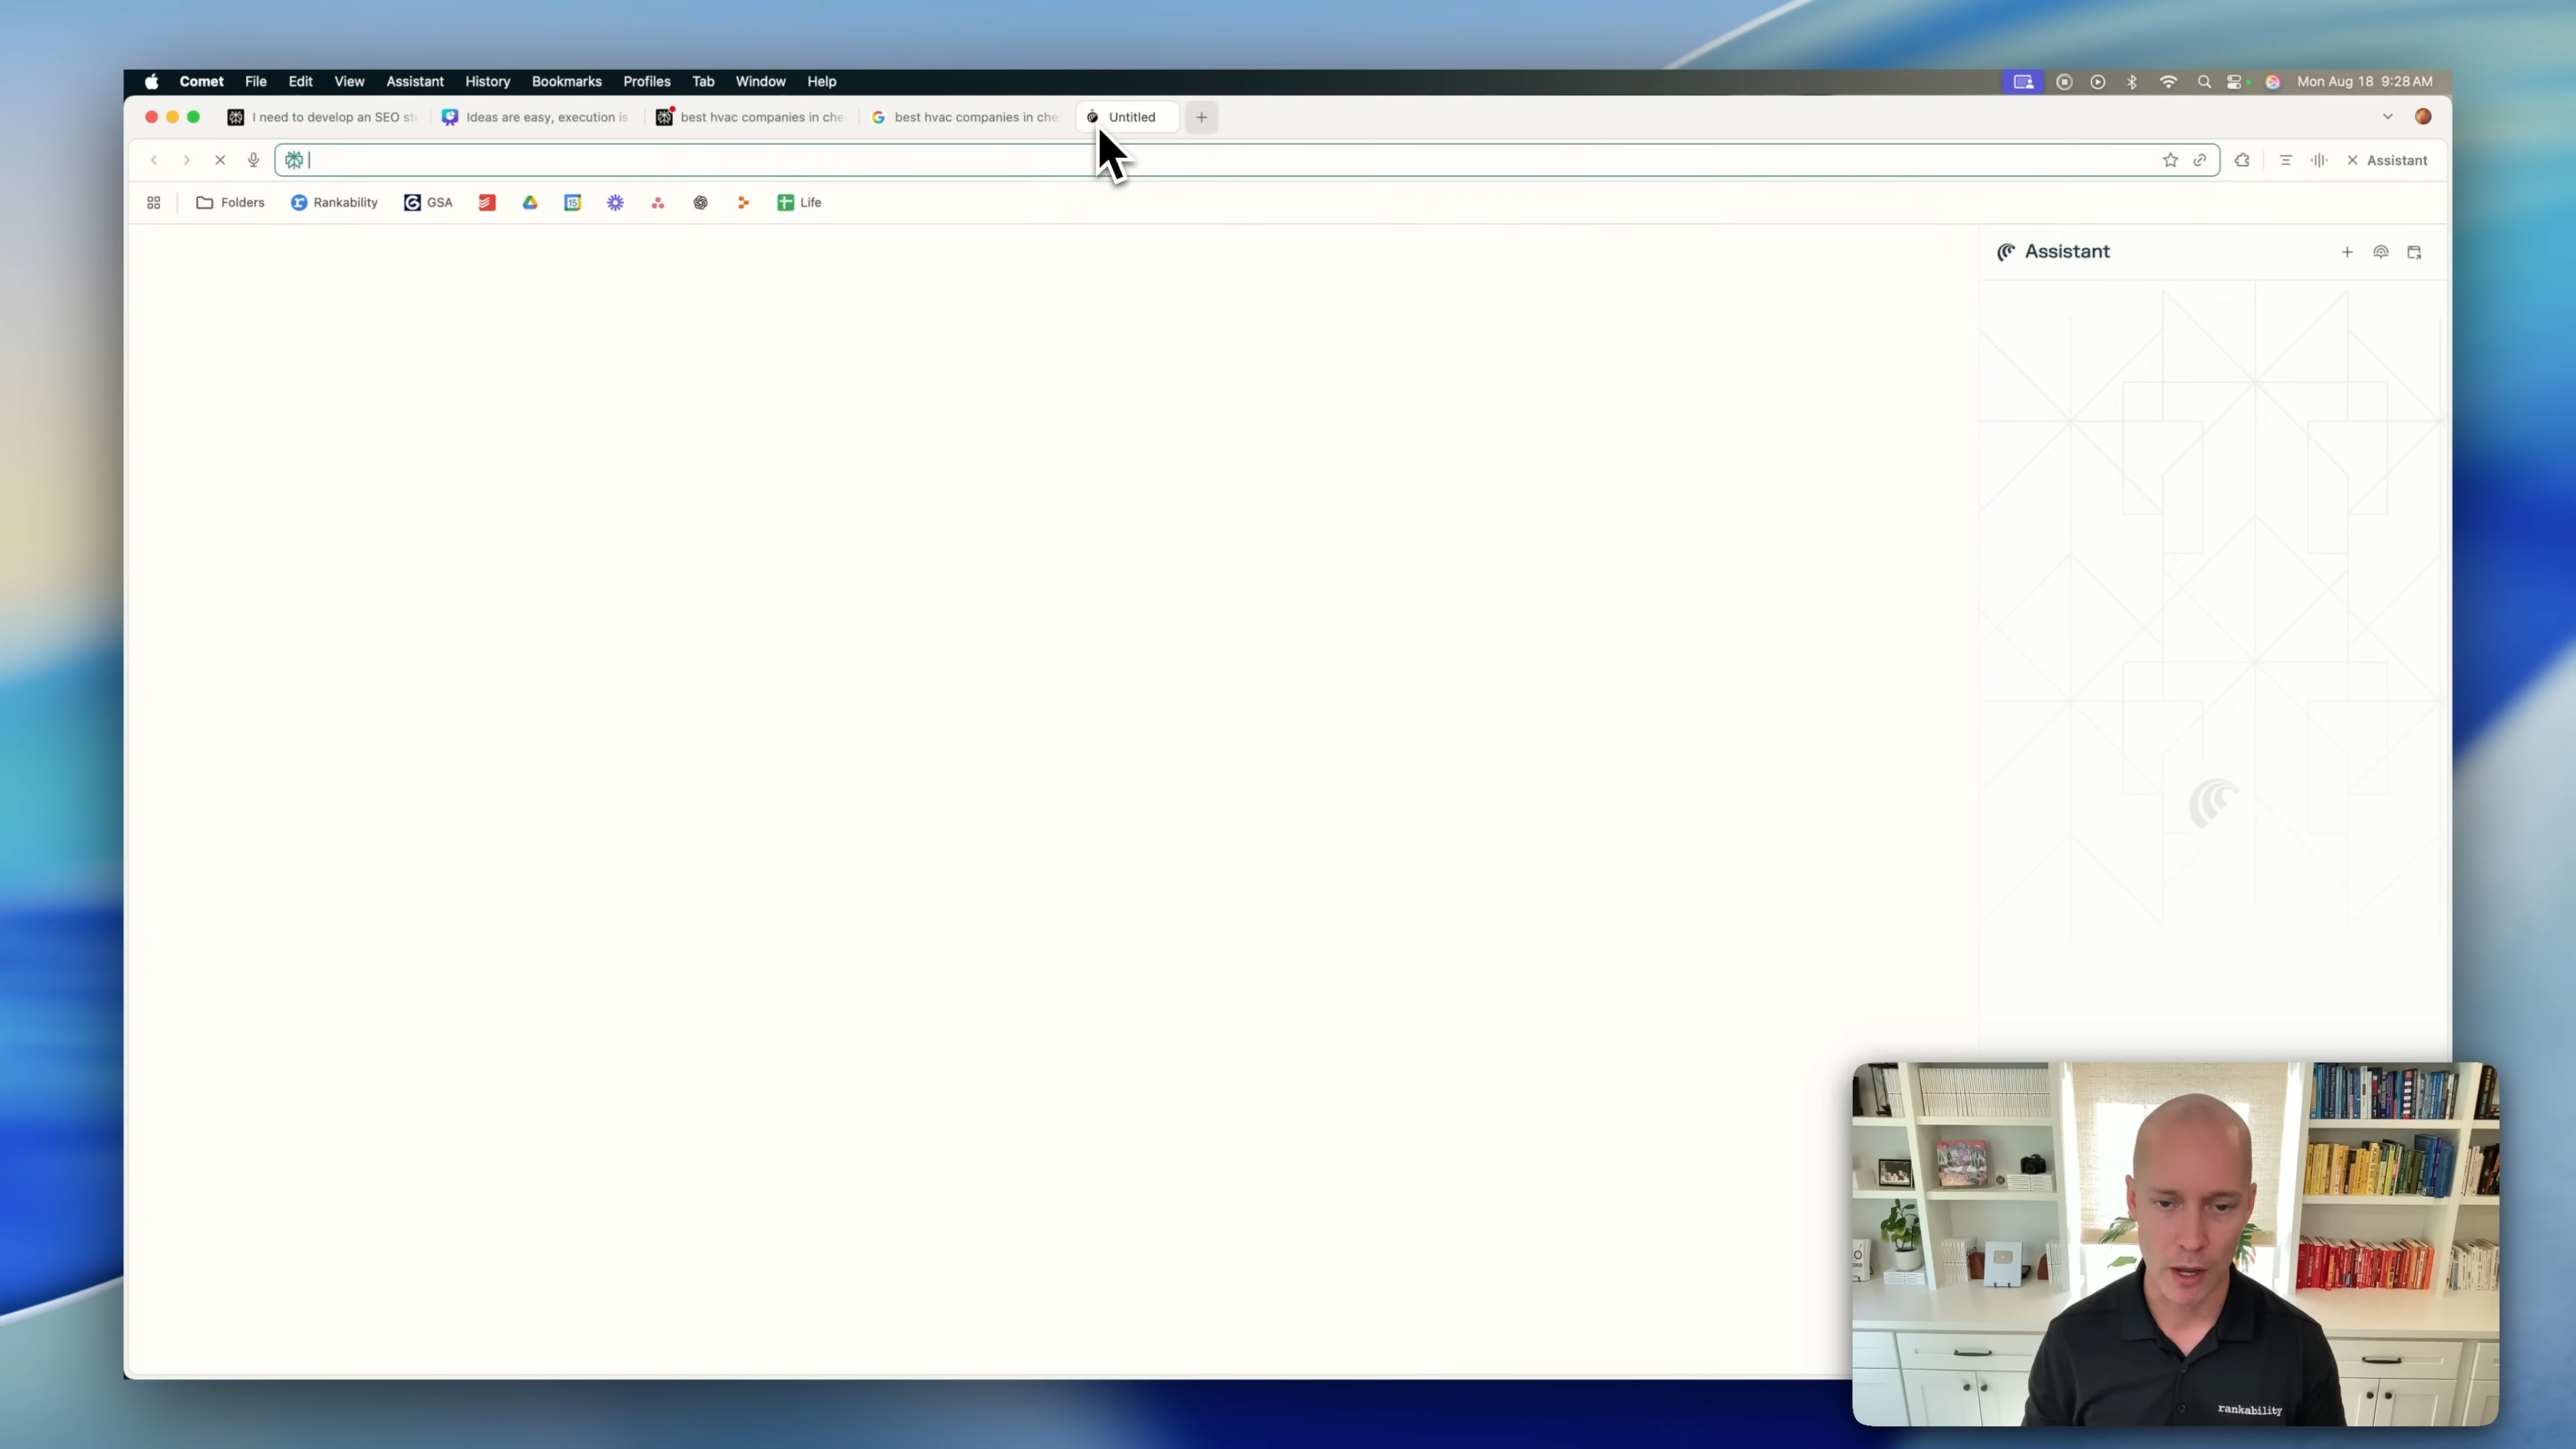 Comet File Edit View Assistant History Bookmarks Profiles Tab Window Help Mon Aug 18 9:28 AM
I need to develop an SEO str Ideas are easy, execution is best hvac companies in che best hvac companies in che Untitled
Assistant
Folders Rankability GSA 15 Life
Assistant
rankability